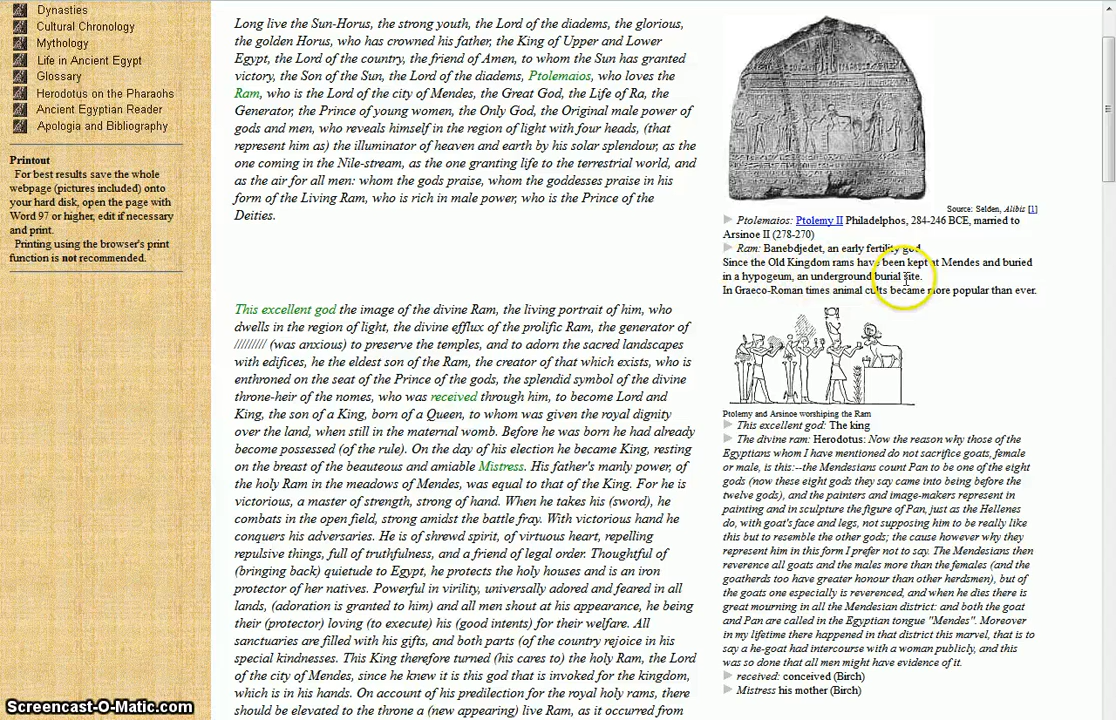 Dynasties
Cultural Chronology
Mythology
Life in Ancient Egypt
Glossary
Herodotus on the Pharaohs
Ancient Egyptian Reader
Apologia and Bibliography
Printout
For best results save the whole
webpage (pictures included) onto
your hard disk, open the page with
Word 97 or higher, edit if necessary
and print.
Printing using the browser's print
function is not recommended.
Long live the Sun-Horus, the strong youth, the Lord of the diadems, the glorious,
the golden Horus, who has crowned his father, the King of Upper and Lower
Egypt, the Lord of the country, the friend of Amen, to whom the Sun has granted
victory, the Son of the Sun, the Lord of the diadems, Ptolemaios, who loves the
Ram, who is the Lord of the city of Mendes, the Great God, the Life of Ra, the
Generator, the Prince of young women, the Only God, the Original male power of
gods and men, who reveals himself in the region of light with four heads, (that
represent him as) the illuminator of heaven and earth by his solar splendour, as
the one coming in the Nile-stream, as the one granting life to the terrestrial world, and
as the air for all men: whom the gods praise, whom the goddesses praise in his
form of the Living Ram, who is rich in male power, who is the Prince of the
Deities.
This excellent god the image of the divine Ram, the living portrait of him, who
dwells in the region of light, the divine efflux of the prolific Ram, the generator of
///////// (was anxious) to preserve the temples, and to adorn the sacred landscapes
with edifices, he the eldest son of the Ram, the creator of that which exists, who is
enthroned on the seat of the Prince of the gods, the splendid symbol of the divine
throne-heir of the nomes, who was received through him, to become Lord and
King, the son of a King, born of a Queen, to whom was given the royal dignity
over the land, when still in the maternal womb. Before he was born he had already
become possessed (of the rule). On the day of his election he became King, resting
on the breast of the beauteous and amiable Mistress. His father's manly power, of
the holy Ram in the meadows of Mendes, was equal to that of the King. For he is
victorious, a master of strength, strong of hand. When he takes his (sword), he
combats in the open field, strong amidst the battle fray. With victorious hand he
conquers his adversaries. He is of shrewd spirit, of virtuous heart, repelling
repulsive things, full of truthfulness, and a friend of legal order. Thoughtful of
(bringing back) quietude to Egypt, he protects the holy houses and is an iron
protector of her natives. Powerful in virility, universally adored and feared in all
lands, (adoration is granted to him) and all men shout at his appearance, he being
their (protector) loving (to execute) his (good intents) for their welfare. All
sanctuaries are filled with his gifts, and both parts (of the country rejoice in his
special kindnesses. This King therefore turned (his cares to) the holy Ram, the Lord
of the city of Mendes, since he knew it is this god that is invoked for the kingdom,
which is in his hands. On account of his predilection for the royal holy rams, there
should be elevated to the throne a (new appearing) live Ram, as it occurred from
Source: Selden, Alibis [1]
Ptolemaios: Ptolemy II Philadelphos, 284-246 BCE, married to
Arsinoe II (278-270)
Ram: Banebdjedet, an early fertility god.
Since the Old Kingdom rams have been kept at Mendes and buried
in a hypogeum, an underground burial site.
In Graeco-Roman times animal cults became more popular than ever.
Ptolemy and Arsinoe worshiping the Ram
This excellent god: The king
The divine ram: Herodotus: Now the reason why those of the
Egyptians whom I have mentioned do not sacrifice goats, female
or male, is this:--the Mendesians count Pan to be one of the eight
gods (now these eight gods they say came into being before the
twelve gods), and the painters and image-makers represent in
painting and in sculpture the figure of Pan, just as the Hellenes
do, with goat's face and legs, not supposing him to be really like
this but to resemble the other gods; the cause however why they
represent him in this form I prefer not to say. The Mendesians then
reverence all goats and the males more than the females (and the
goatherds too have greater honour than other herdsmen), but of
the goats one especially is reverenced, and when he dies there is
great mourning in all the Mendesian district: and both the goat
and Pan are called in the Egyptian tongue "Mendes". Moreover
in my lifetime there happened in that district this marvel, that is to
say a he-goat had intercourse with a woman publicly, and this
was so done that all men might have evidence of it.
received: conceived (Birch)
Mistress his mother (Birch)
Screencast-O-Matic.com